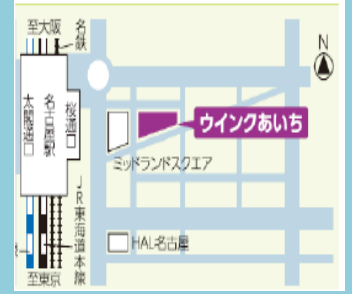 至大阪
名鉄
N
太閤通口
名古屋駅
桜通口
ウインクあいち
ミッドランドスクエア
JR東海道本線
HAL名古屋
至東京